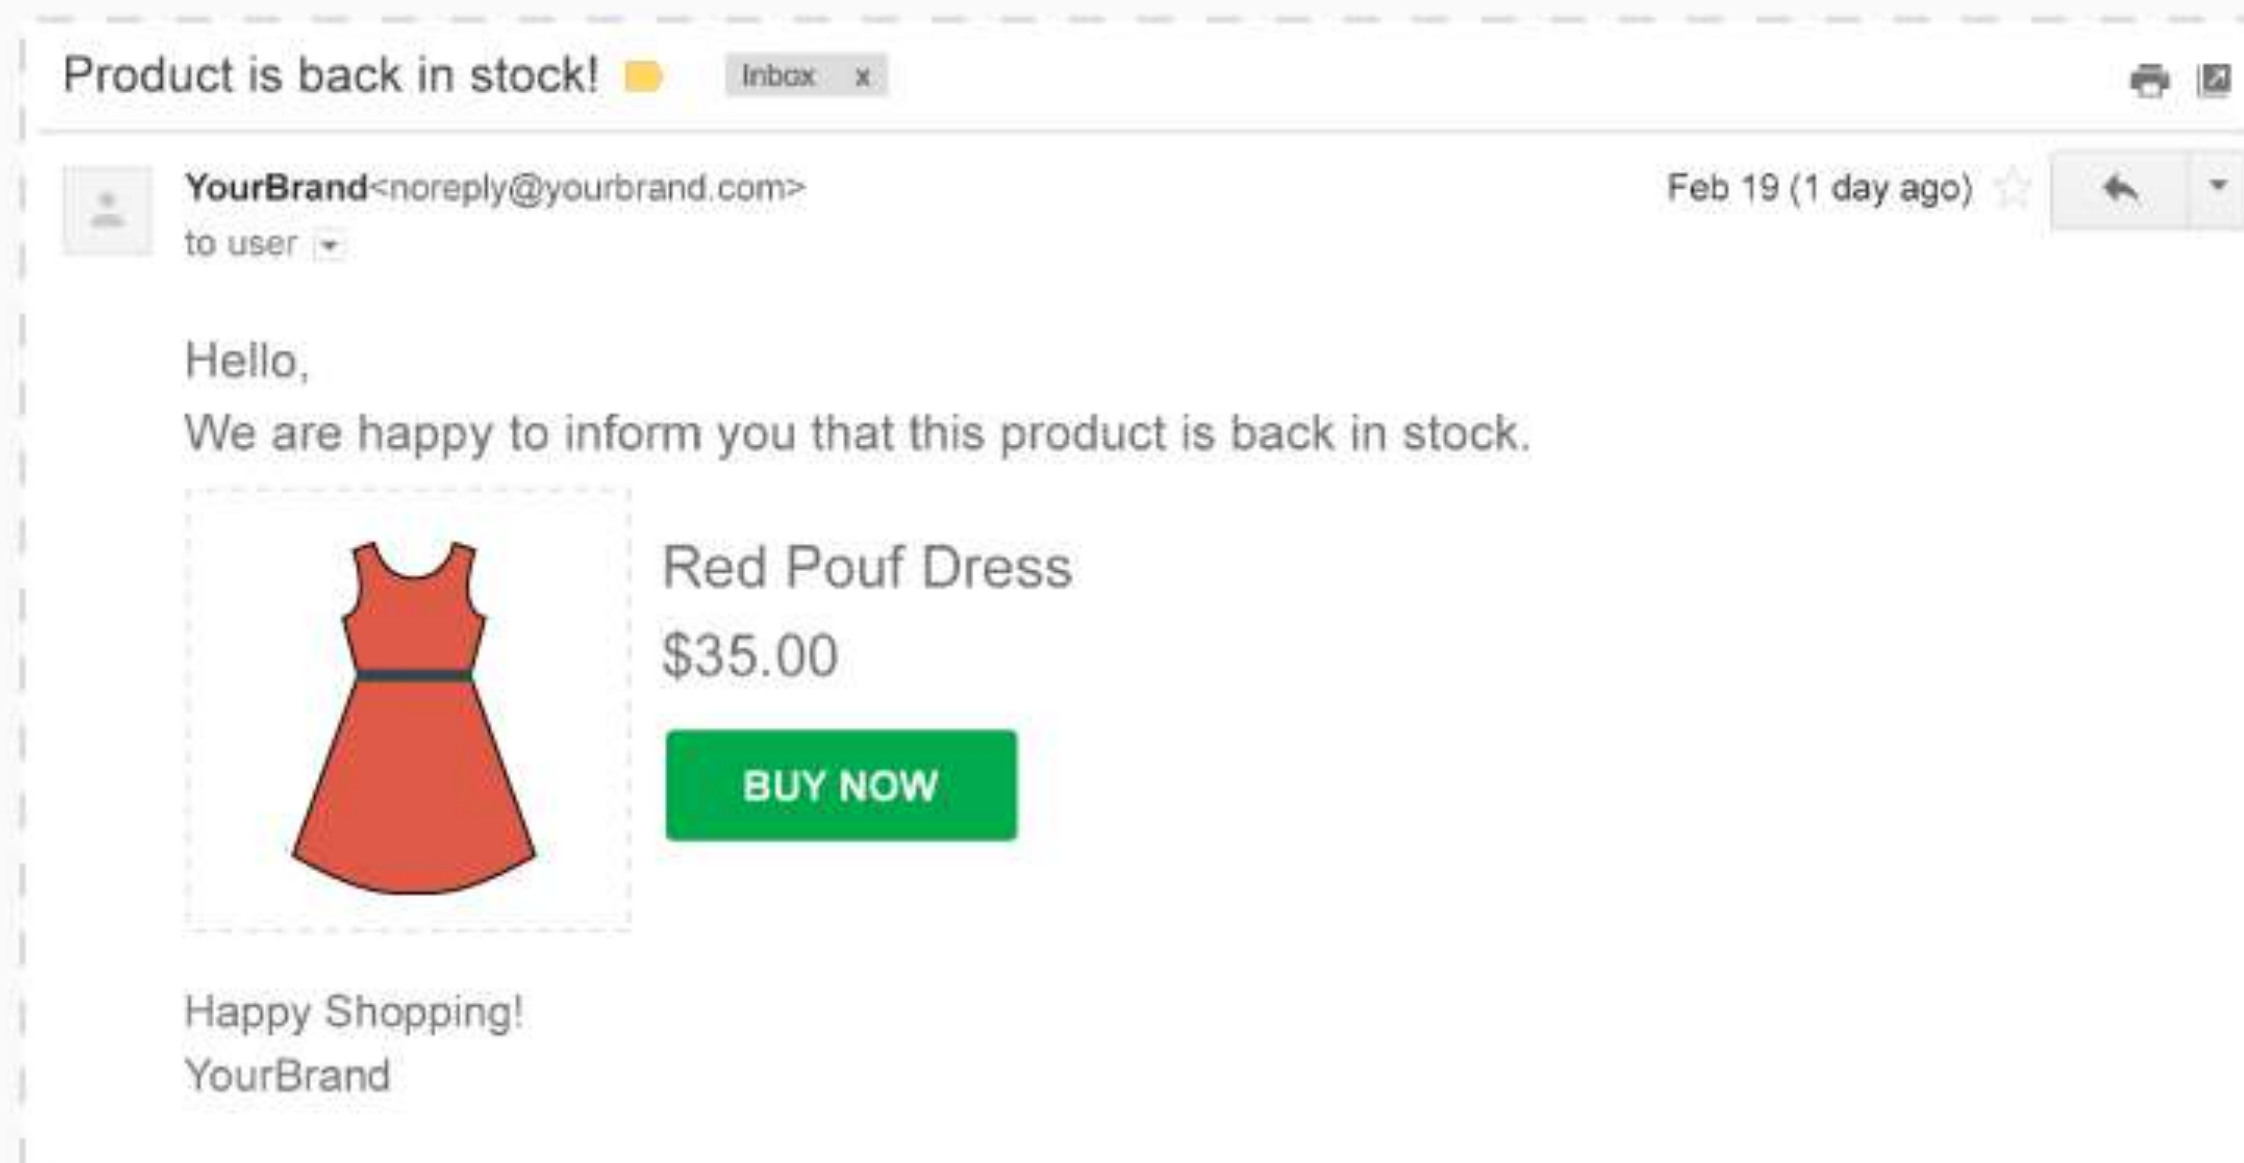 Product is back in stock! Inbox x
YourBrand<noreply@yourbrand.com> Feb 19 (1 day ago)
to user
Hello,
We are happy to inform you that this product is back in stock.
Red Pouf Dress
$35.00
BUY NOW
Happy Shopping!
YourBrand